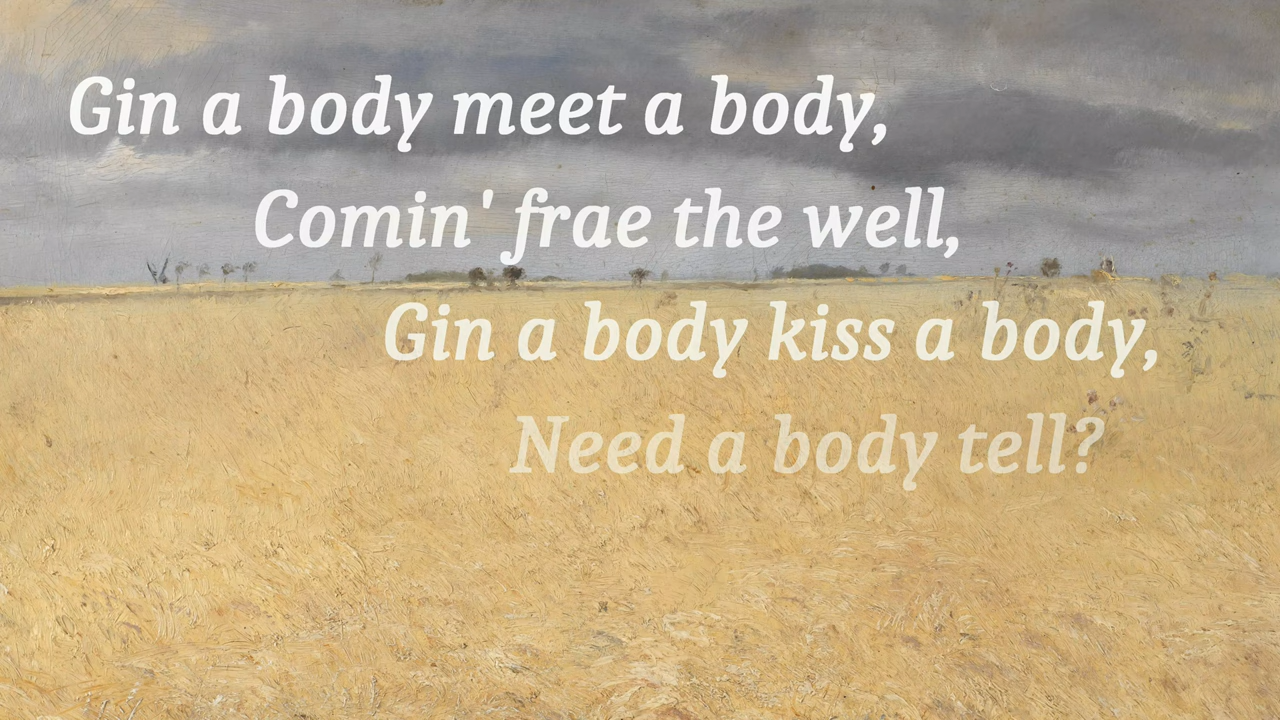 Gin a body meet a body,
Comin' frae the well,
Gin a body kiss a body,
Need a body tell?